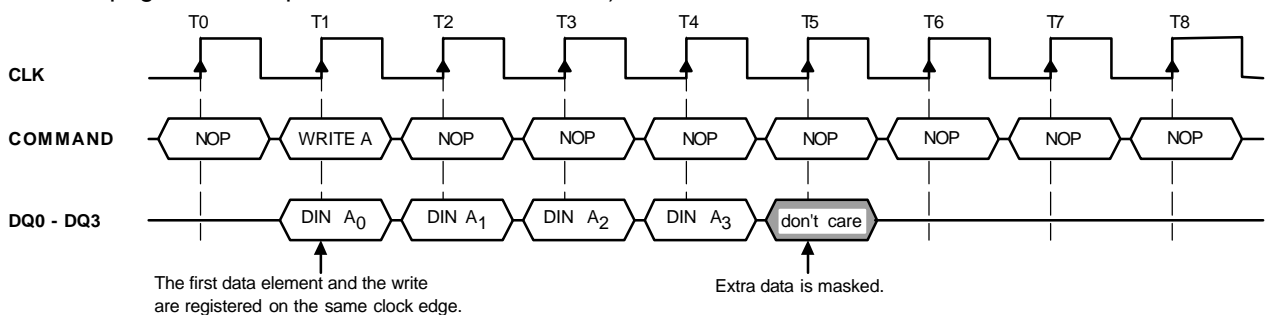 T0 T1 T2 T3 T4 T5 T6 T7 T8
CLK
COMMAND NOP WRITE A NOP NOP NOP NOP NOP NOP NOP
DQ0 - DQ3 DIN A0 DIN A1 DIN A2 DIN A3 don't care
The first data element and the write Extra data is masked.
are registered on the same clock edge.